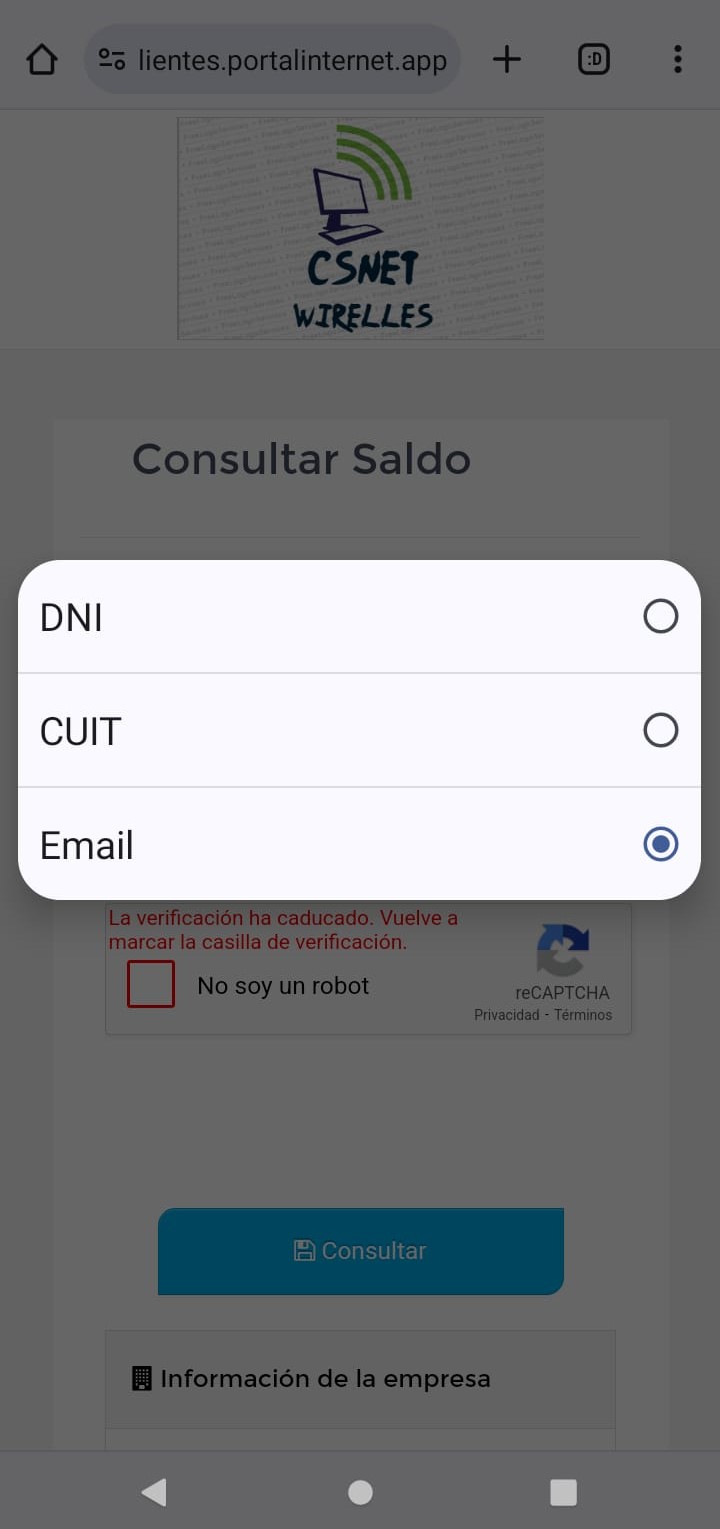 lientes.portalinternet.app
:D
CSNET
WIRELLES
Consultar Saldo
DNI
CUIT
Email
La verificación ha caducado. Vuelve a
marcar la casilla de verificación.
No soy un robot
reCAPTCHA
Privacidad - Términos
Consultar
Información de la empresa